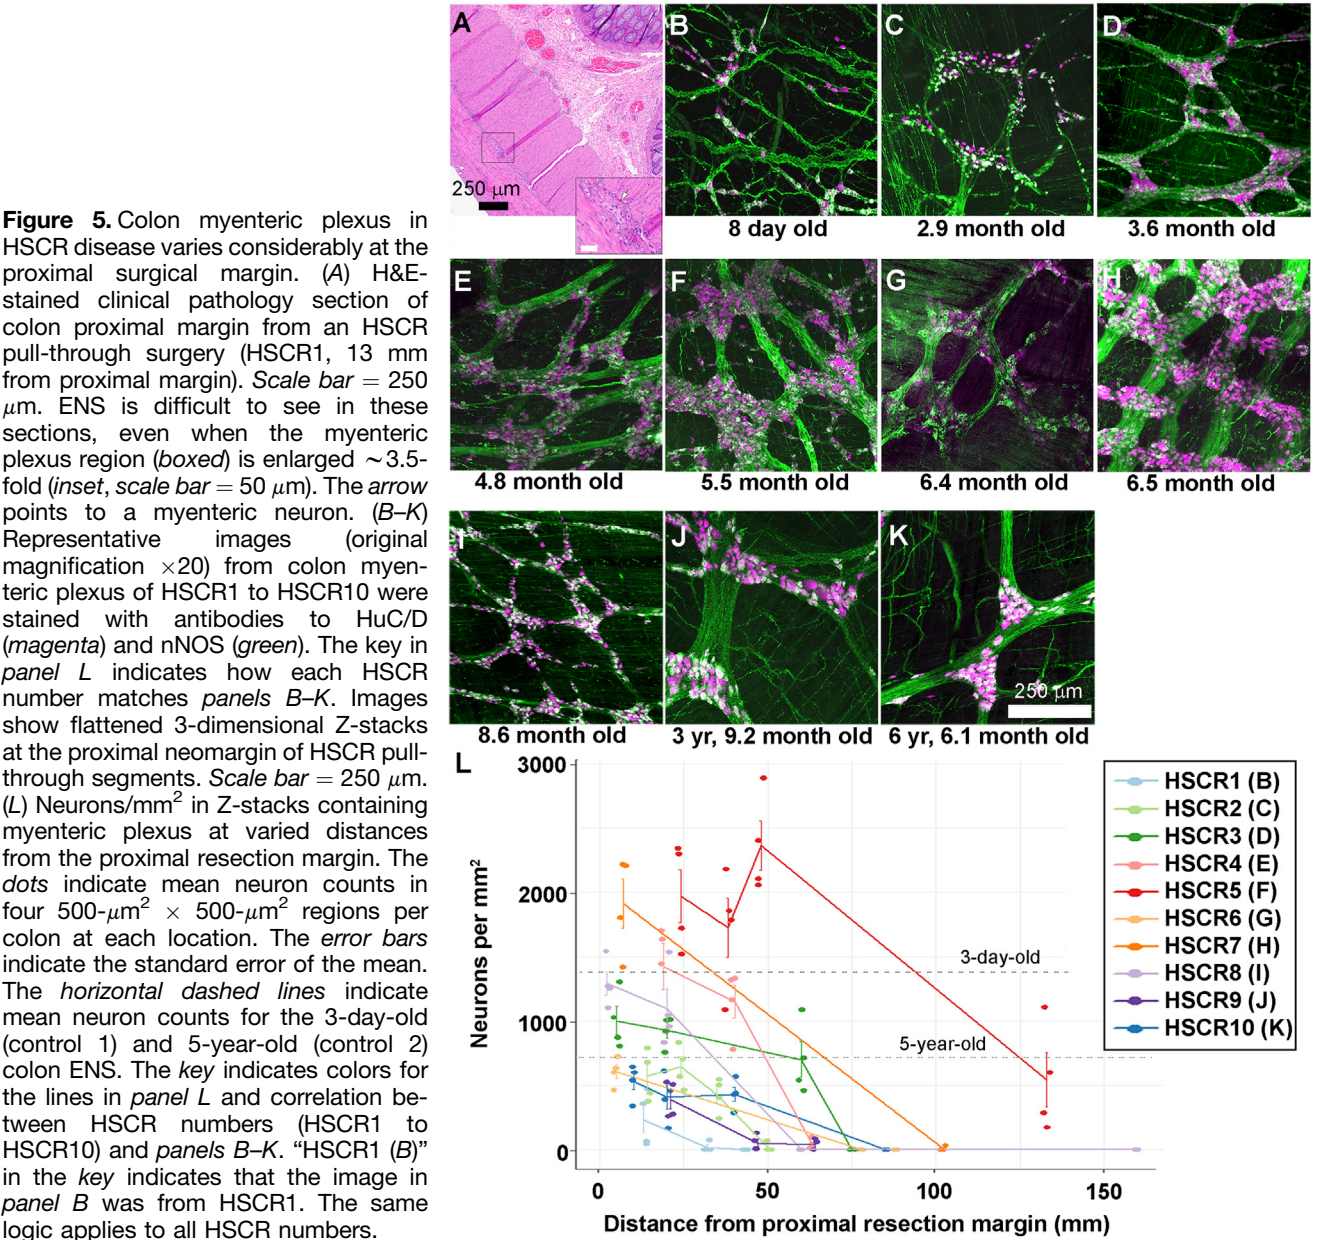 Figure 5. Colon myenteric plexus in
HSCR disease varies considerably at the
proximal surgical margin. (A) H&E-
stained clinical pathology section of
colon proximal margin from an HSCR
pull-through surgery (HSCR1, 13 mm
from proximal margin). Scale bar = 250
μm. ENS is difficult to see in these
sections, even when the myenteric
plexus region (boxed) is enlarged ~3.5-
fold (inset, scale bar = 50 μm). The arrow
points to a myenteric neuron. (B–K)
Representative images (original
magnification ×20) from colon myen-
teric plexus of HSCR1 to HSCR10 were
stained with antibodies to HuC/D
(magenta) and nNOS (green). The key in
panel L indicates how each HSCR
number matches panels B–K. Images
show flattened 3-dimensional Z-stacks
at the proximal neomargin of HSCR pull-
through segments. Scale bar = 250 μm.
(L) Neurons/mm² in Z-stacks containing
myenteric plexus at varied distances
from the proximal resection margin. The
dots indicate mean neuron counts in
four 500-μm² × 500-μm² regions per
colon at each location. The error bars
indicate the standard error of the mean.
The horizontal dashed lines indicate
mean neuron counts for the 3-day-old
(control 1) and 5-year-old (control 2)
colon ENS. The key indicates colors for
the lines in panel L and correlation be-
tween HSCR numbers (HSCR1 to
HSCR10) and panels B–K. “HSCR1 (B)”
in the key indicates that the image in
panel B was from HSCR1. The same
logic applies to all HSCR numbers.
A
250 μm
B
8 day old
C
2.9 month old
D
3.6 month old
E
4.8 month old
F
5.5 month old
G
6.4 month old
H
6.5 month old
I
8.6 month old
J
3 yr, 9.2 month old
K
250 μm
6 yr, 6.1 month old
L
Neurons per mm²
3000
2000
1000
0
3-day-old
5-year-old
0 50 100 150
Distance from proximal resection margin (mm)
HSCR1 (B)
HSCR2 (C)
HSCR3 (D)
HSCR4 (E)
HSCR5 (F)
HSCR6 (G)
HSCR7 (H)
HSCR8 (I)
HSCR9 (J)
HSCR10 (K)